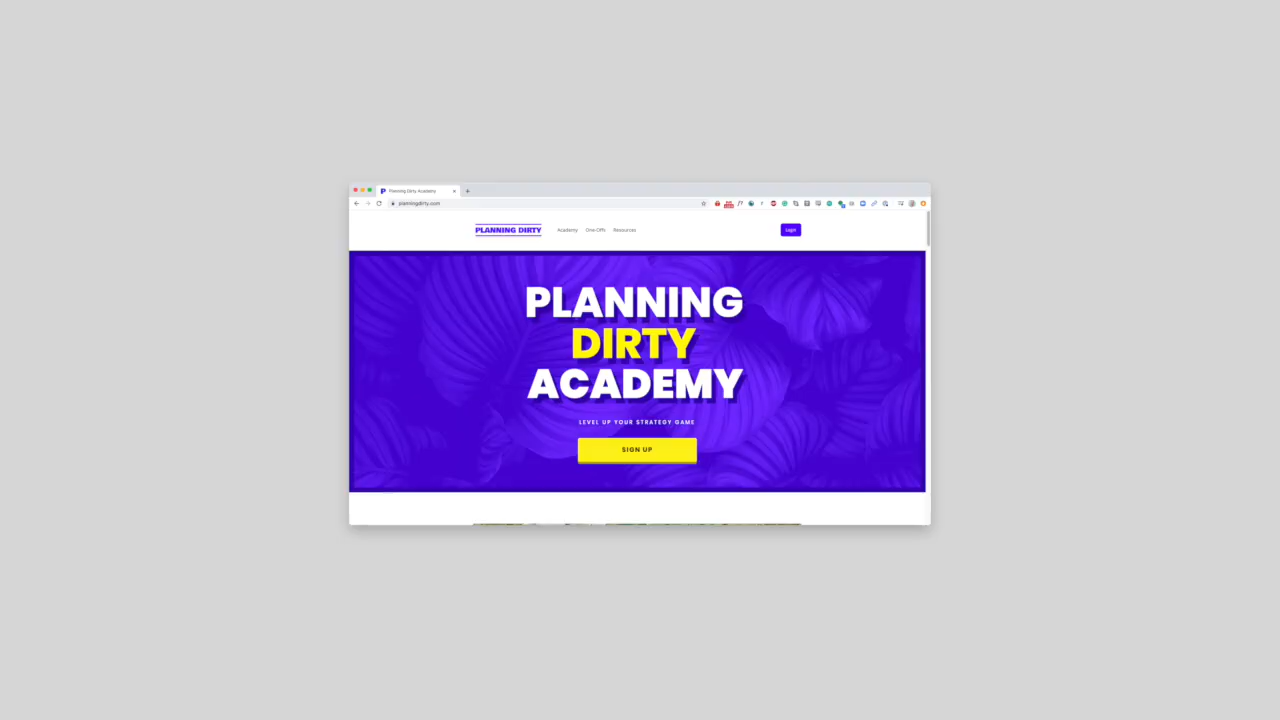 Planning Dirty Academy
planningdirty.com
PLANNING DIRTY
Academy
One-Offs
Resources
Login
PLANNING
DIRTY
ACADEMY
LEVEL UP YOUR STRATEGY GAME
SIGN UP